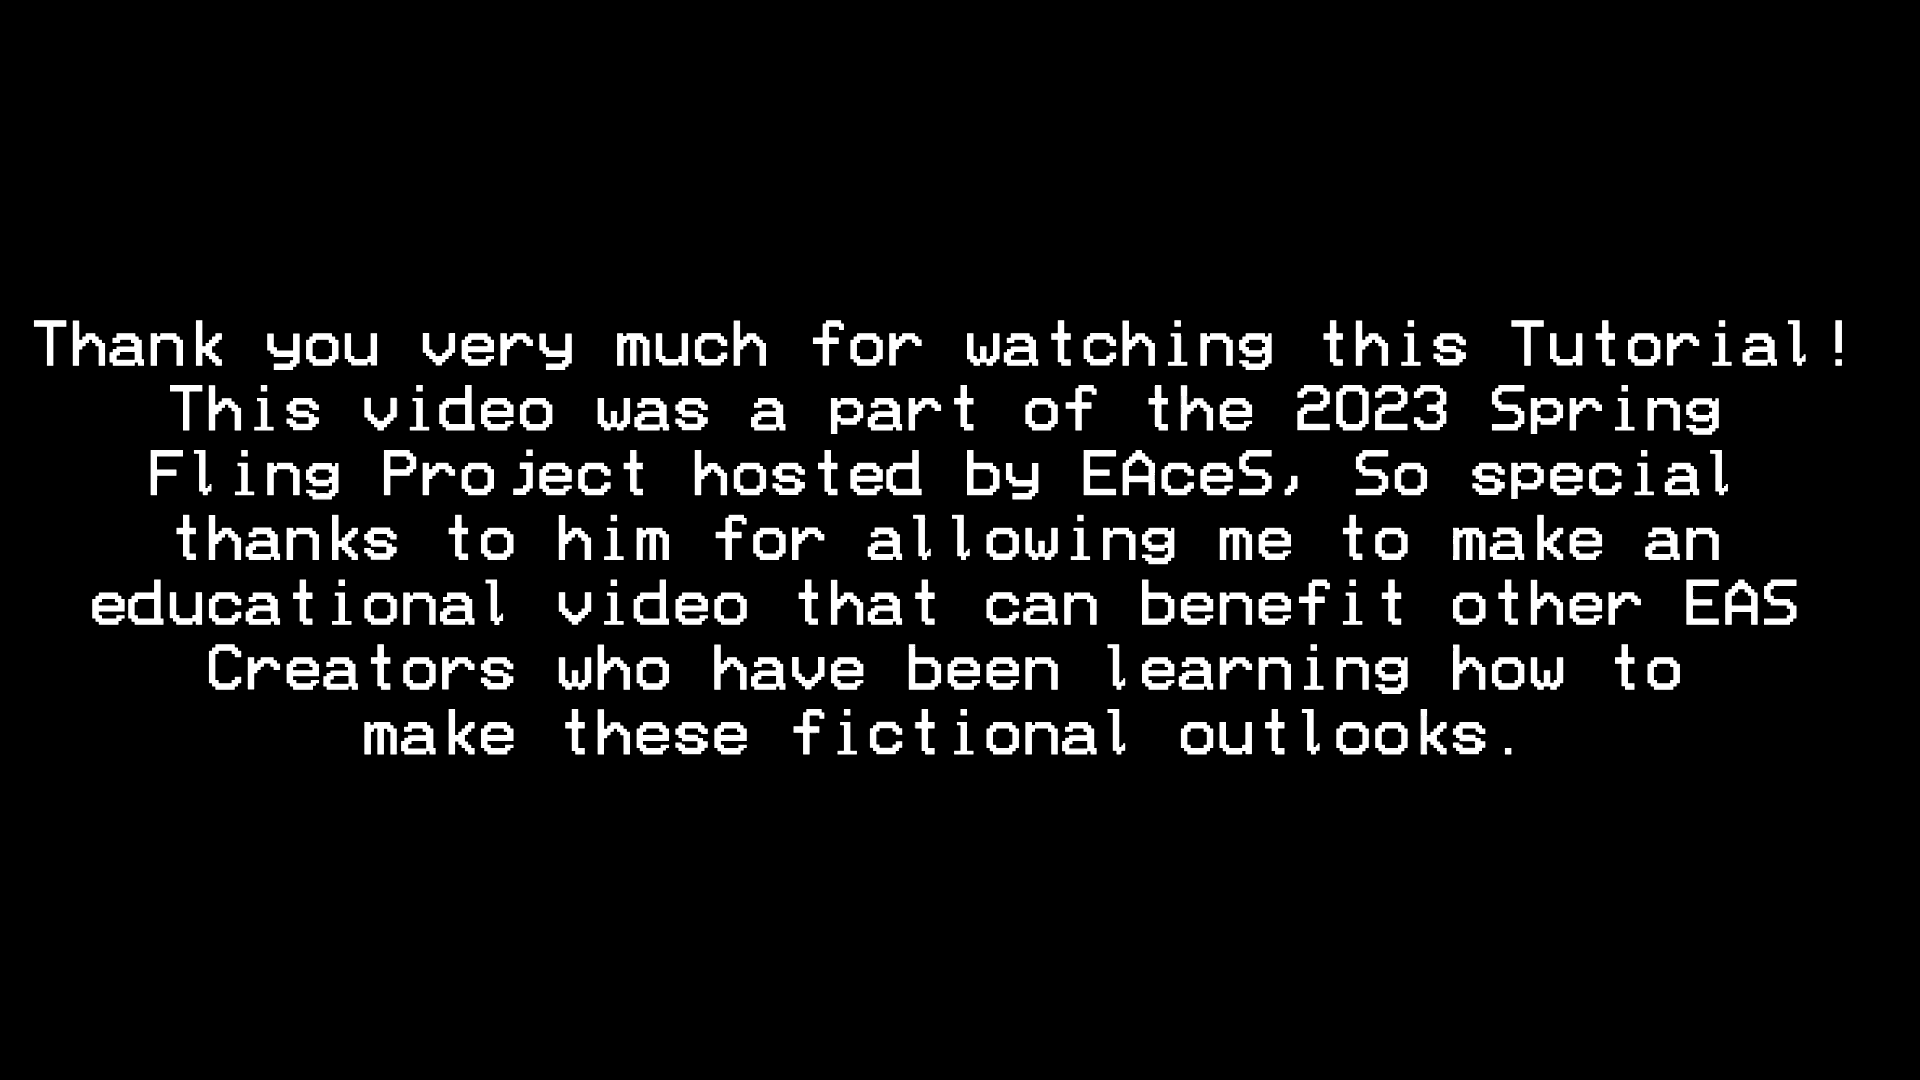 Thank you very much for watching this Tutorial!
This video was a part of the 2023 Spring
Fling Project hosted by EAceS, So special
thanks to him for allowing me to make an
educational video that can benefit other EAS
Creators who have been learning how to
make these fictional outlooks.